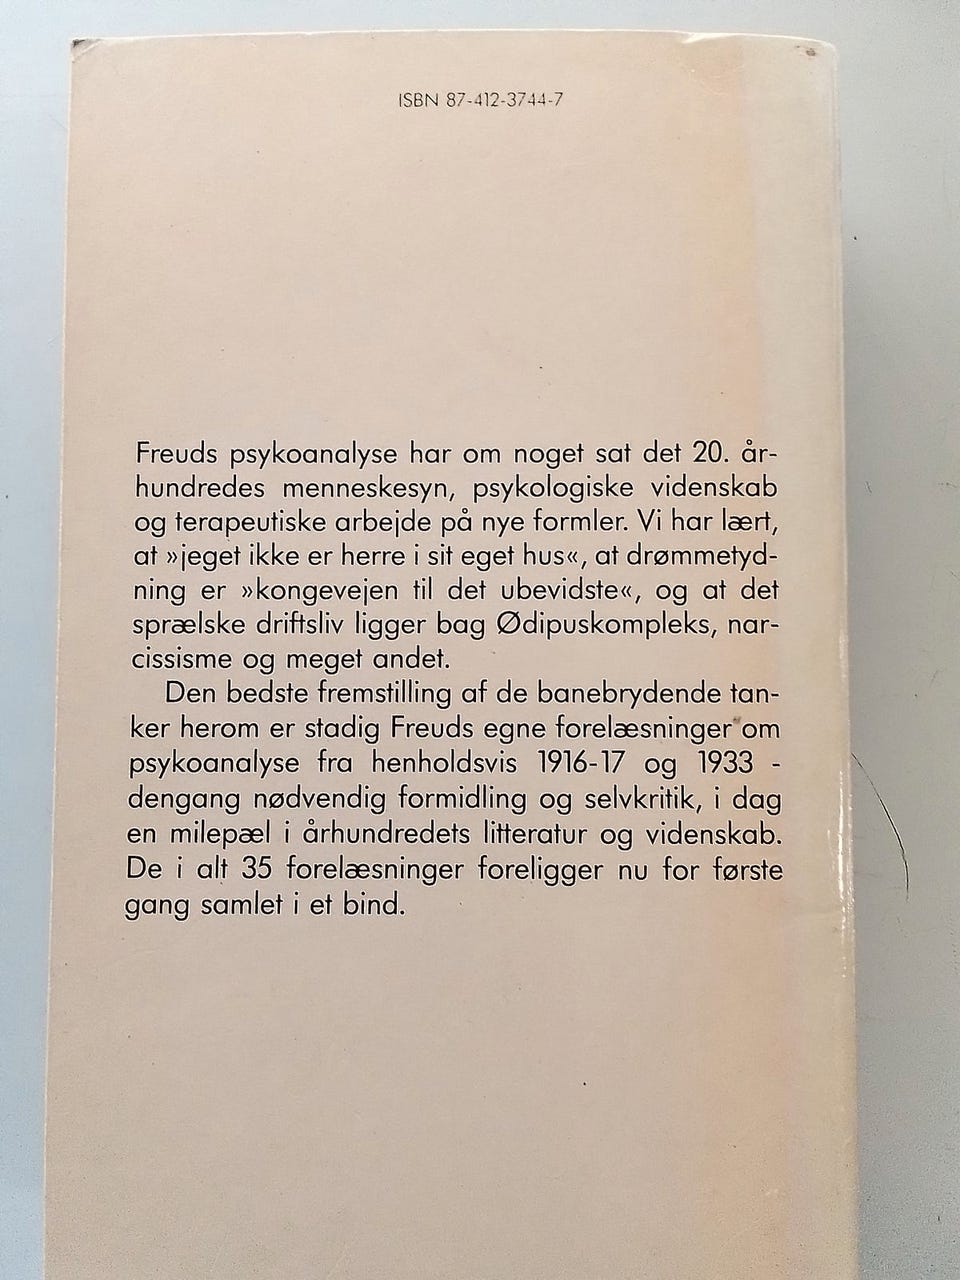 ISBN 87-412-3744-7
Freuds psykoanalyse har om noget sat det 20. år-
hundredes menneskesyn, psykologiske videnskab
og terapeutiske arbejde på nye formler. Vi har lært,
at »jeget ikke er herre i sit eget hus«, at drømmetyd-
ning er »kongevejen til det ubevidste«, og at det
sprælske driftsliv ligger bag Ødipuskompleks, nar-
cissisme og meget andet.
Den bedste fremstilling af de banebrydende tan-
ker herom er stadig Freuds egne forelæsninger om
psykoanalyse fra henholdsvis 1916-17 og 1933 -
dengang nødvendig formidling og selvkritik, i dag
en milepæl i århundredets litteratur og videnskab.
De i alt 35 forelæsninger foreligger nu for første
gang samlet i et bind.